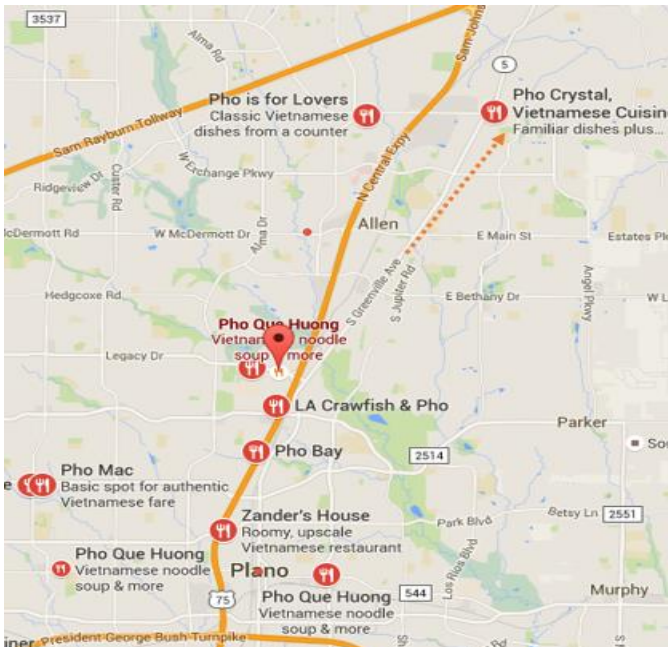 3537
Alma Rd
Sam Johns
5
Pho is for Lovers
Classic Vietnamese
dishes from a counter
Pho Crystal,
Vietnamese Cuisin
Familiar dishes plus...
Sam Rayburn Tollway
W Exchange Pkwy
N Central Expy
Ridgeview Dr
Custer Rd
Alma Dr
Allen
McDermott Rd
W McDermott Dr
E Main St
Estates Pk
S Greenville Ave
S Jupiter Rd
Angel Pkwy
Hedgcoxe Rd
E Bethany Dr
W L
Pho Que Huong
Vietnamese noodle
soup & more
Legacy Dr
LA Crawfish & Pho
Parker
Pho Bay
2514
Sou
Pho Mac
Basic spot for authentic
Vietnamese fare
e
Zander's House
Roomy, upscale
Vietnamese restaurant
Park Blvd
Betsy Ln
2551
Los Rios Blvd
Pho Que Huong
Vietnamese noodle
soup & more
Plano
75
Pho Que Huong
Vietnamese noodle
soup & more
544
Murphy
iner
President George Bush Turnpike